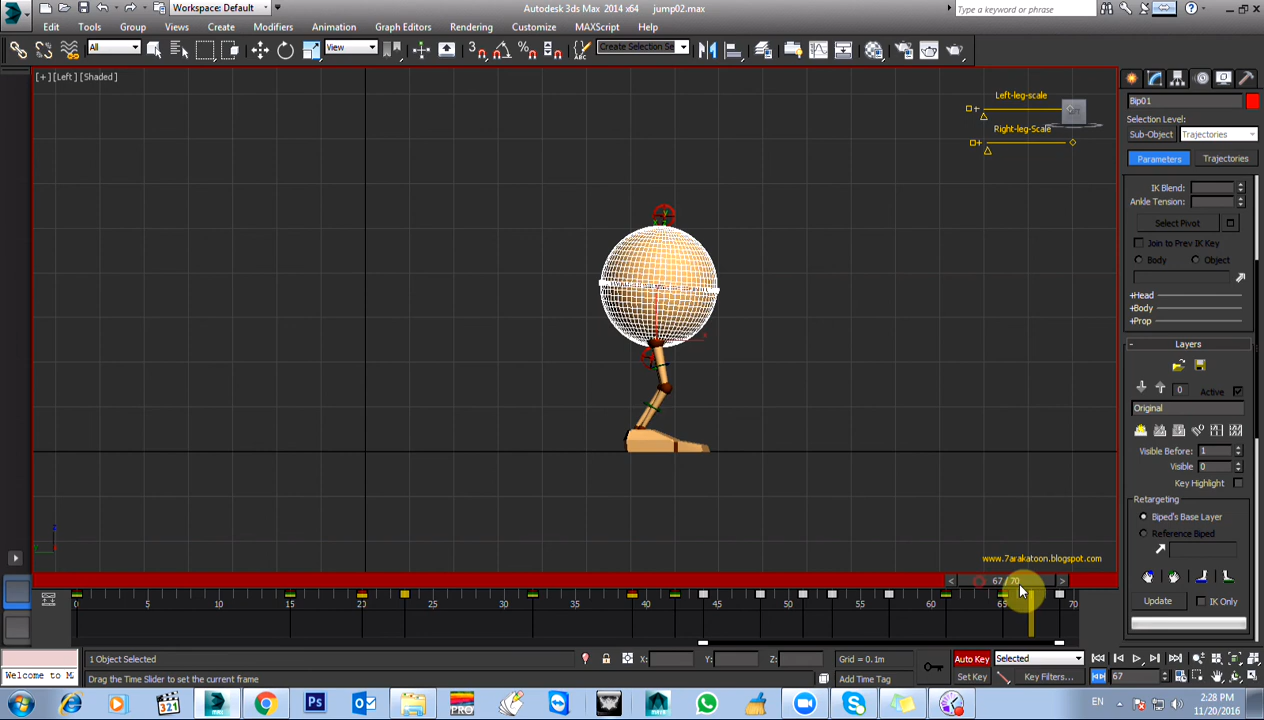 Workspace: Default
Autodesk 3ds Max 2014 x64 jump02.max
Type a keyword or phrase
Edit Tools Group Views Create Modifiers Animation Graph Editors Rendering Customize MAXScript Help
All View Create Selection Se
[+] [Left] [Shaded]
Left-leg-scale
Right-leg-Scale
Bip01
Selection Level:
Sub-Object Trajectories
Parameters Trajectories
IK Blend:
Ankle Tension:
Select Pivot
Join to Prev IK Key
Body Object
+Head
+Body
+Prop
- Layers
0 Active
Original
Visible Before: 1
Visible 0
Key Highlight
Retargeting
Biped's Base Layer
Reference Biped
Update IK Only
www.7arakatoon.blogspot.com
< 67 / 70 >
0 5 10 15 20 25 30 35 40 45 50 55 60 65 70
1 Object Selected X: Y: Z: Grid = 0.1m Auto Key Selected
Welcome to M
Drag the Time Slider to set the current frame Add Time Tag Set Key Key Filters... 67
EN 2:28 PM
11/20/2016